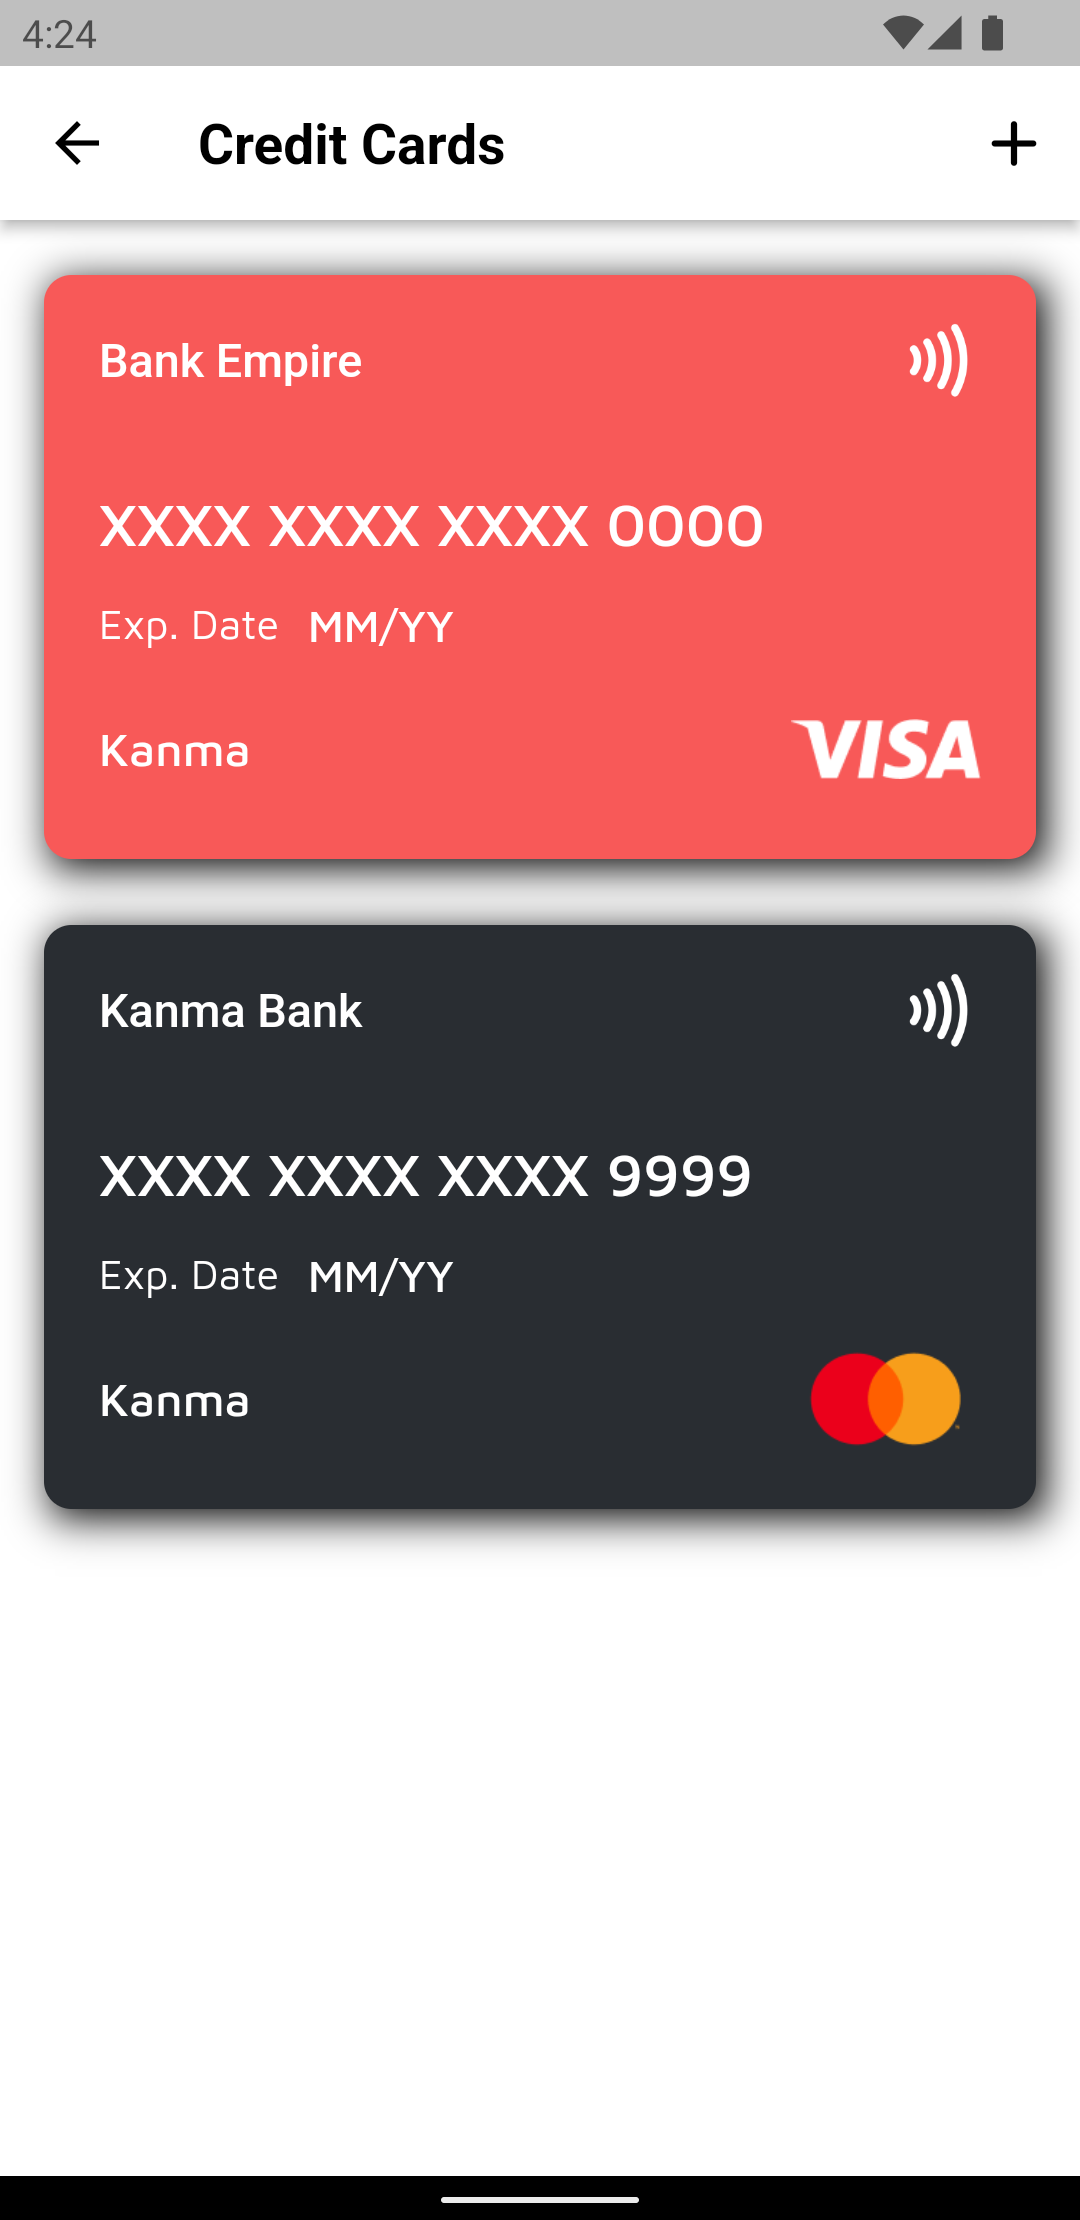 4:24
Credit Cards
Bank Empire
XXXX XXXX XXXX 0000
Exp. Date MM/YY
Kanma VISA
Kanma Bank
XXXX XXXX XXXX 9999
Exp. Date MM/YY
Kanma